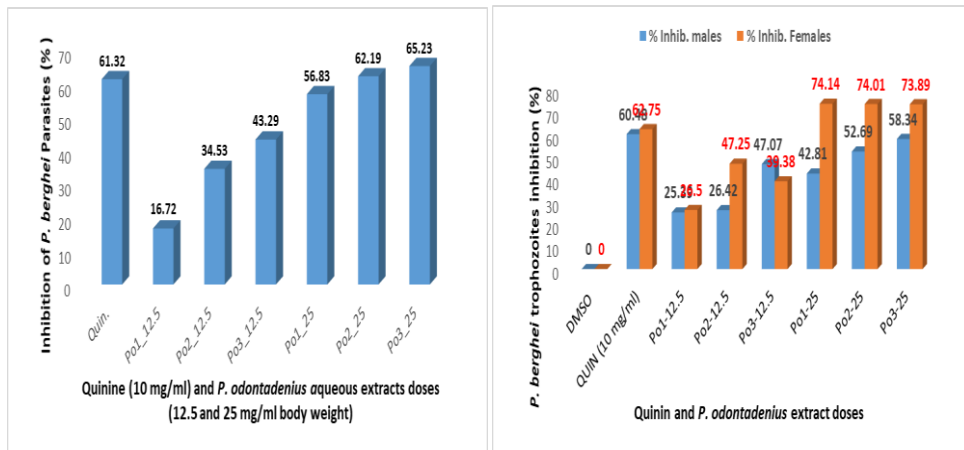 Inhibition of P. berghei Parasites (% )
70
60
50
40
30
20
10
0
61.32
16.72
34.53
43.29
56.83
62.19
65.23
Quin.
Po1_12.5
Po2_12.5
Po3_12.5
Po1_25
Po2_25
Po3_25
Quinine (10 mg/ml) and P. odontadenius aqueous extracts doses
(12.5 and 25 mg/ml body weight)
% Inhib. males
% Inhib. Females
P. berghei trophozoites inhibition (%)
80
70
60
50
40
30
20
10
0
0
0
62.75
26.42
47.25
47.07
39.38
42.81
74.14
52.69
74.01
58.34
73.89
DMSO
QUIN (10 mg/ml)
Po1-12.5
Po2-12.5
Po3-12.5
Po1-25
Po2-25
Po3-25
Quinin and P. odontadenius extract doses